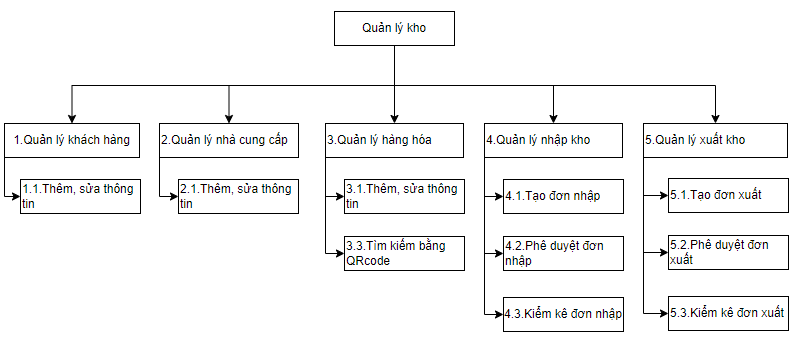 Quản lý kho
1.Quản lý khách hàng
2.Quản lý nhà cung cấp
3.Quản lý hàng hóa
4.Quản lý nhập kho
5.Quản lý xuất kho
1.1.Thêm, sửa thông
tin
2.1.Thêm, sửa thông
tin
3.1.Thêm, sửa thông
tin
4.1.Tạo đơn nhập
5.1.Tạo đơn xuất
3.3.Tìm kiếm bằng
QRcode
4.2.Phê duyệt đơn
nhập
5.2.Phê duyệt đơn
xuất
4.3.Kiểm kê đơn nhập
5.3.Kiểm kê đơn xuất